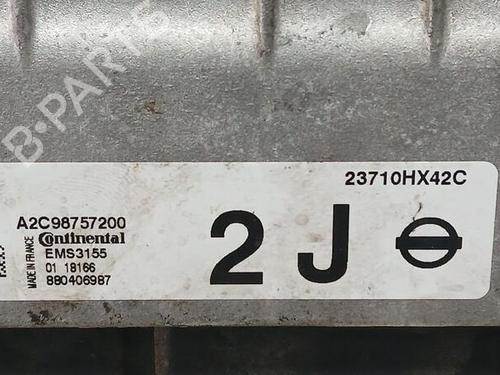 B-PARTS
23710HX42C
A2C98757200
Continental
EMS3155
01 18166
880406987
MADE IN FRANCE
2 J